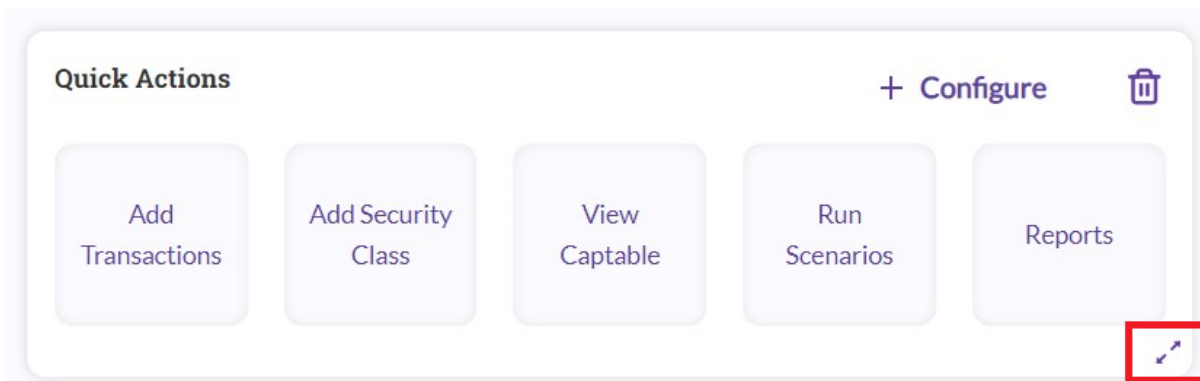 Quick Actions
+ Configure
Add
Transactions
Add Security
Class
View
Captable
Run
Scenarios
Reports